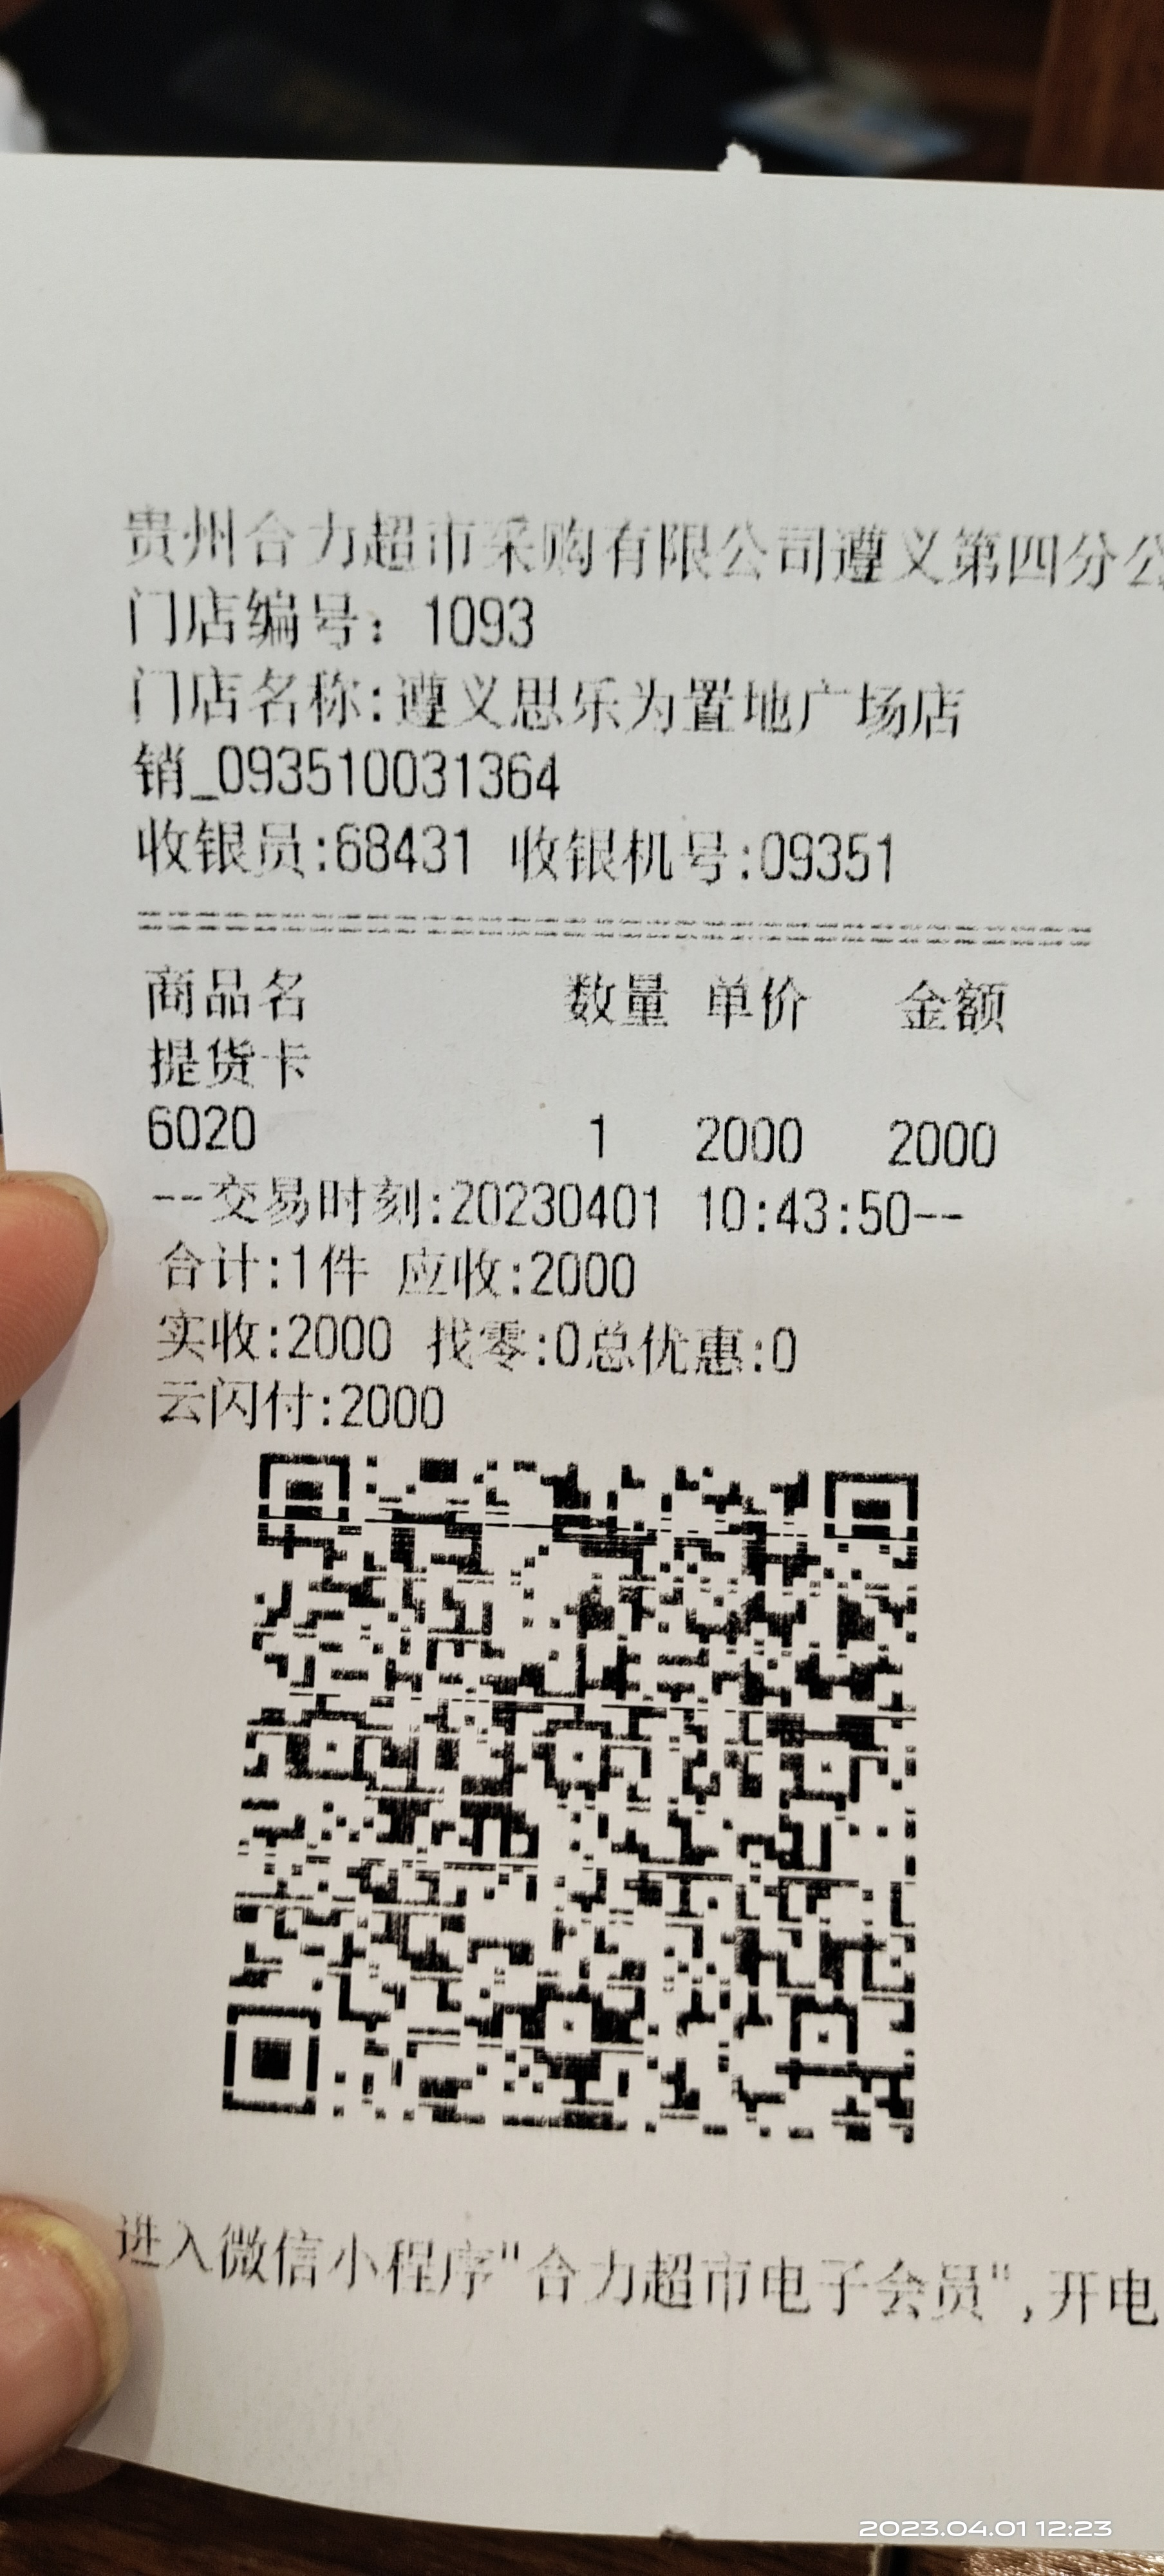 贵州合力超市采购有限公司遵义第四分公
门店编号: 1093
门店名称:遵义思乐为置地广场店
销_093510031364
收银员:68431 收银机号:09351
商品名 数量 单价 金额
提货卡
6020 1 2000 2000
--交易时刻:20230401 10:43:50--
合计:1件 应收:2000
实收:2000 找零:0总优惠:0
云闪付:2000
进入微信小程序"合力超市电子会员",开电
2023.04.01 12:23